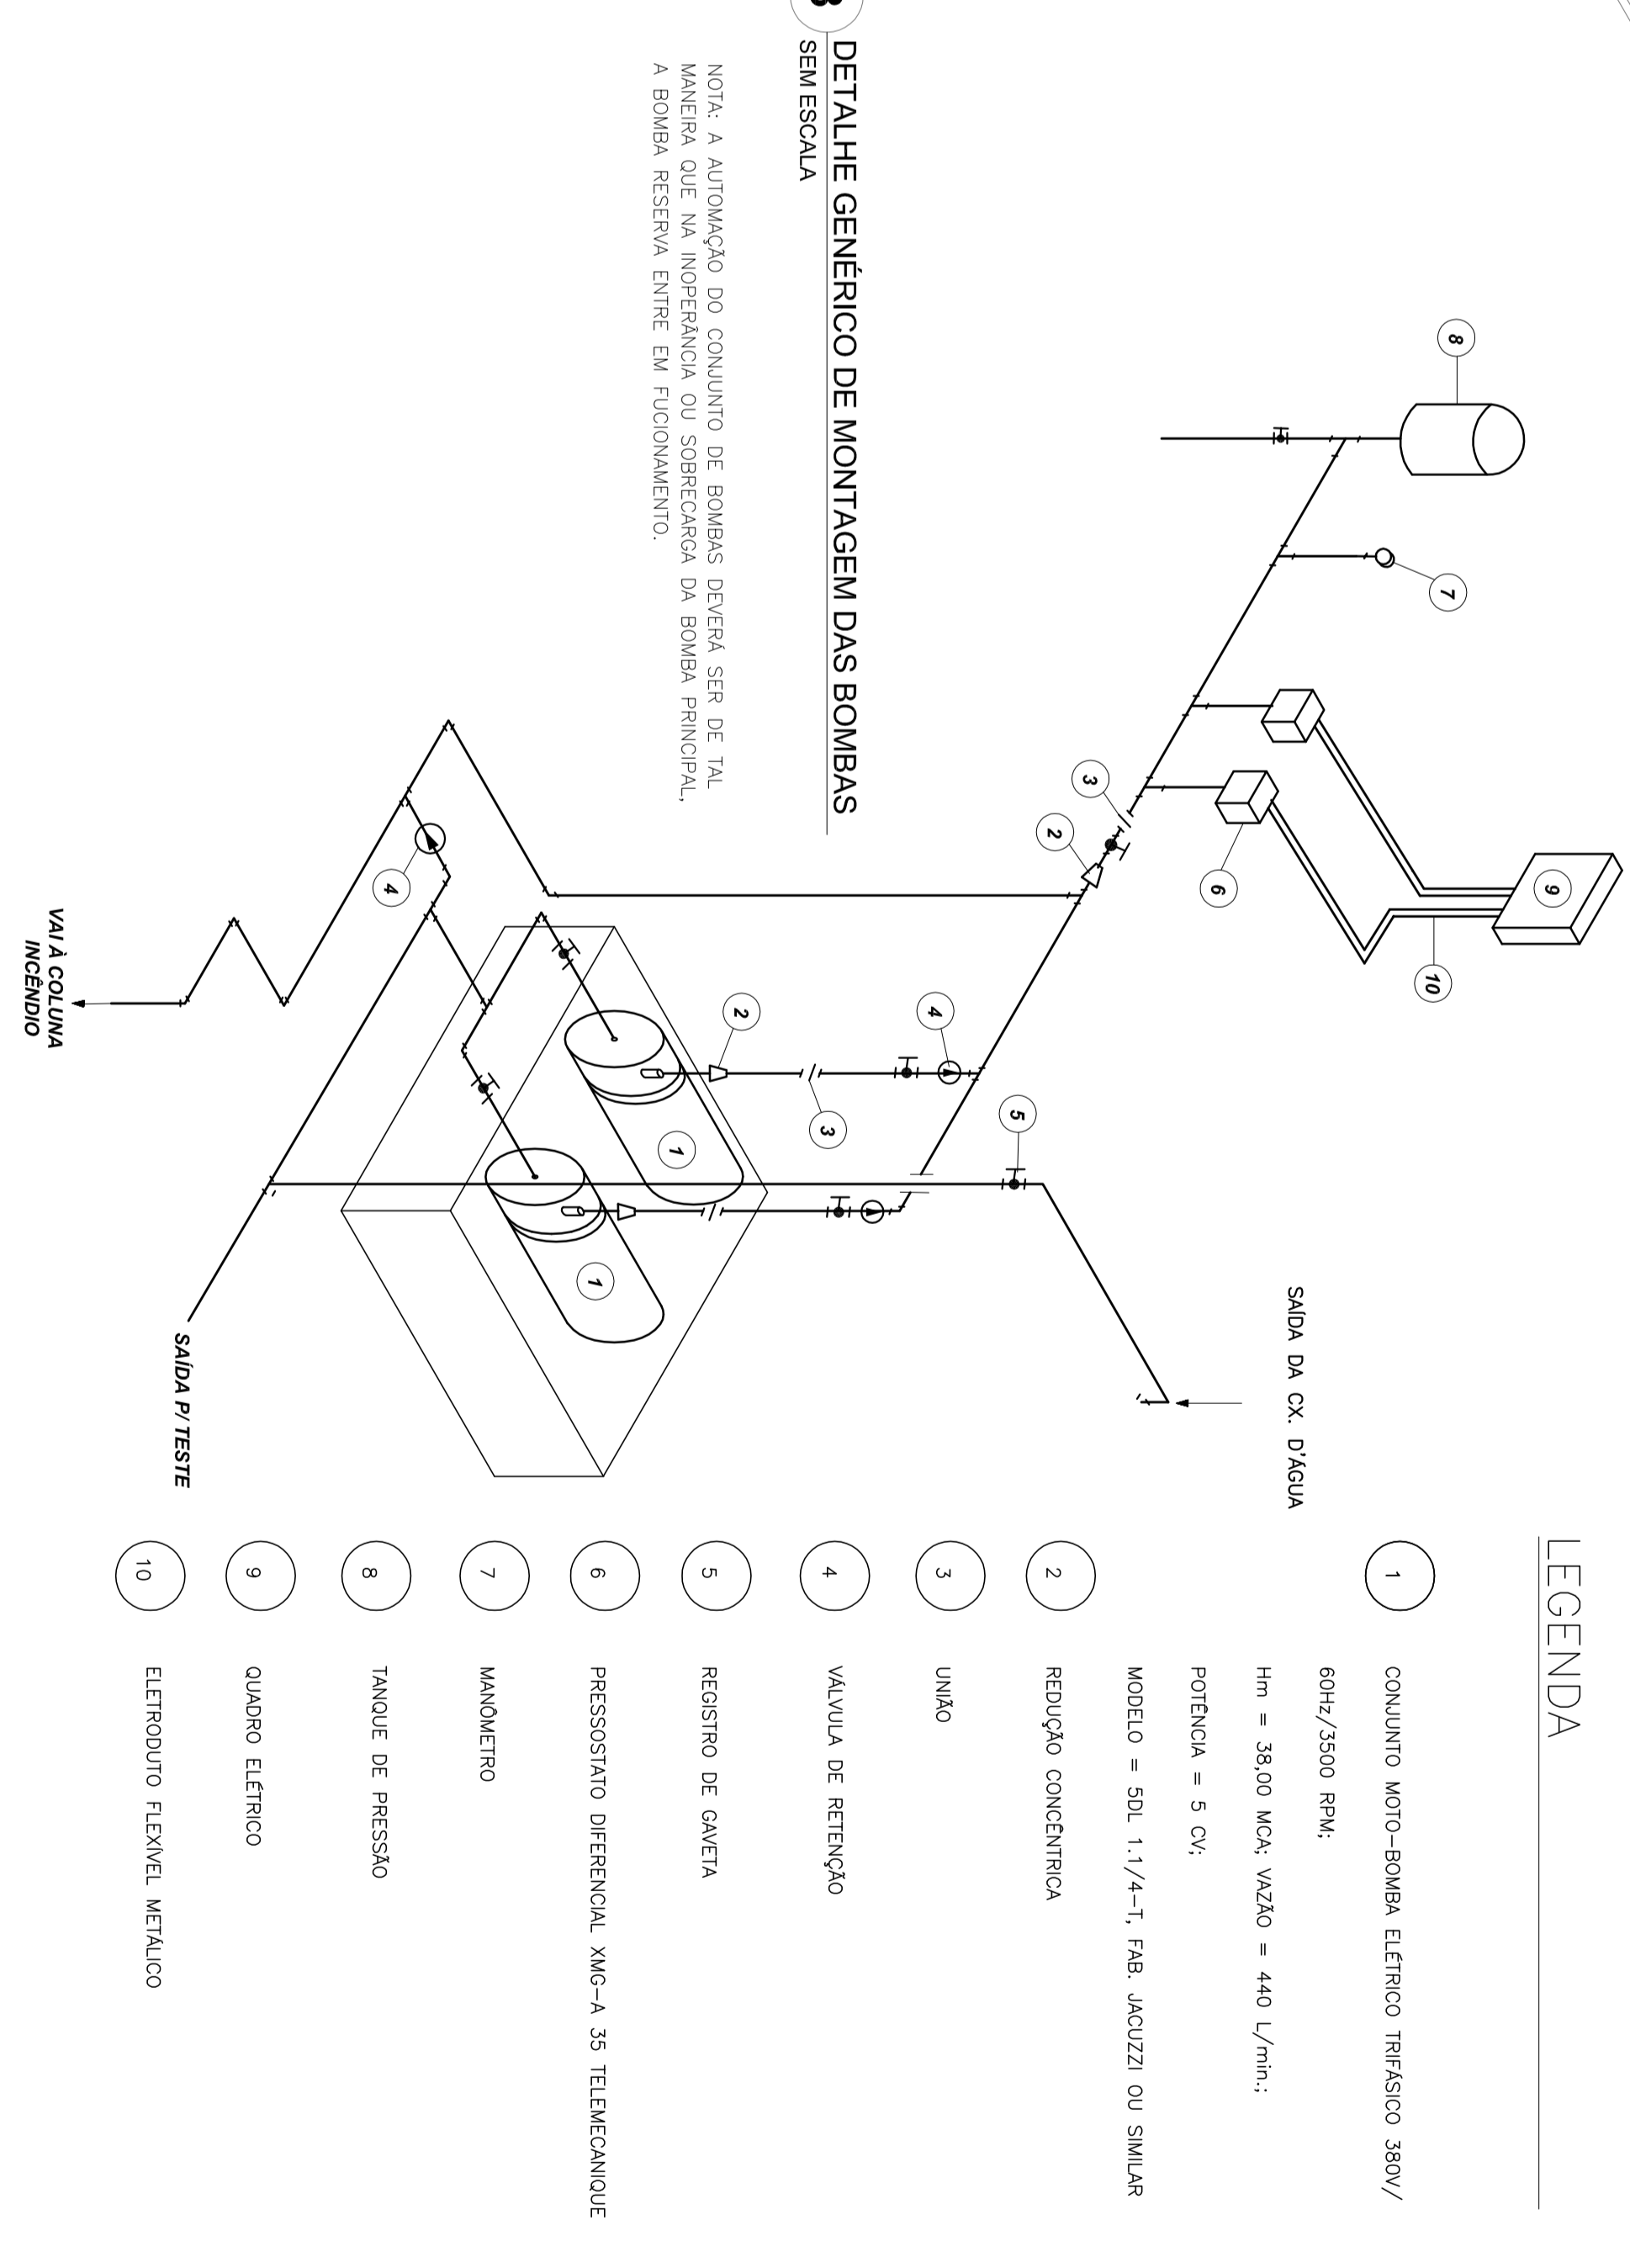 8
7
9
3
2
6
10
4
2
4
5
3
1
1
SAÍDA DA CX. D'ÁGUA
VAI À COLUNA
INCÊNDIO
SAÍDA P/ TESTE
DETALHE GENÉRICO DE MONTAGEM DAS BOMBAS
SEM ESCALA
NOTA: A AUTOMAÇÃO DO CONJUNTO DE BOMBAS DEVERÁ SER DE TAL
MANEIRA QUE NA INOPERÂNCIA OU SOBRECARGA DA BOMBA PRINCIPAL,
A BOMBA RESERVA ENTRE EM FUCIONAMENTO.
LEGENDA
1 CONJUNTO MOTO-BOMBA ELÉTRICO TRIFÁSICO 380V/
60Hz/3500 RPM;
Hm = 38,00 MCA; VAZÃO = 440 L/min.;
POTÊNCIA = 5 CV;
MODELO = 5DL 1.1/4-T, FAB. JACUZZI OU SIMILAR
2 REDUÇÃO CONCÊNTRICA
3 UNIÃO
4 VÁLVULA DE RETENÇÃO
5 REGISTRO DE GAVETA
6 PRESSOSTATO DIFERENCIAL XMG-A 35 TELEMECANIQUE
7 MANÔMETRO
8 TANQUE DE PRESSÃO
9 QUADRO ELÉTRICO
10 ELETRODUTO FLEXÍVEL METÁLICO